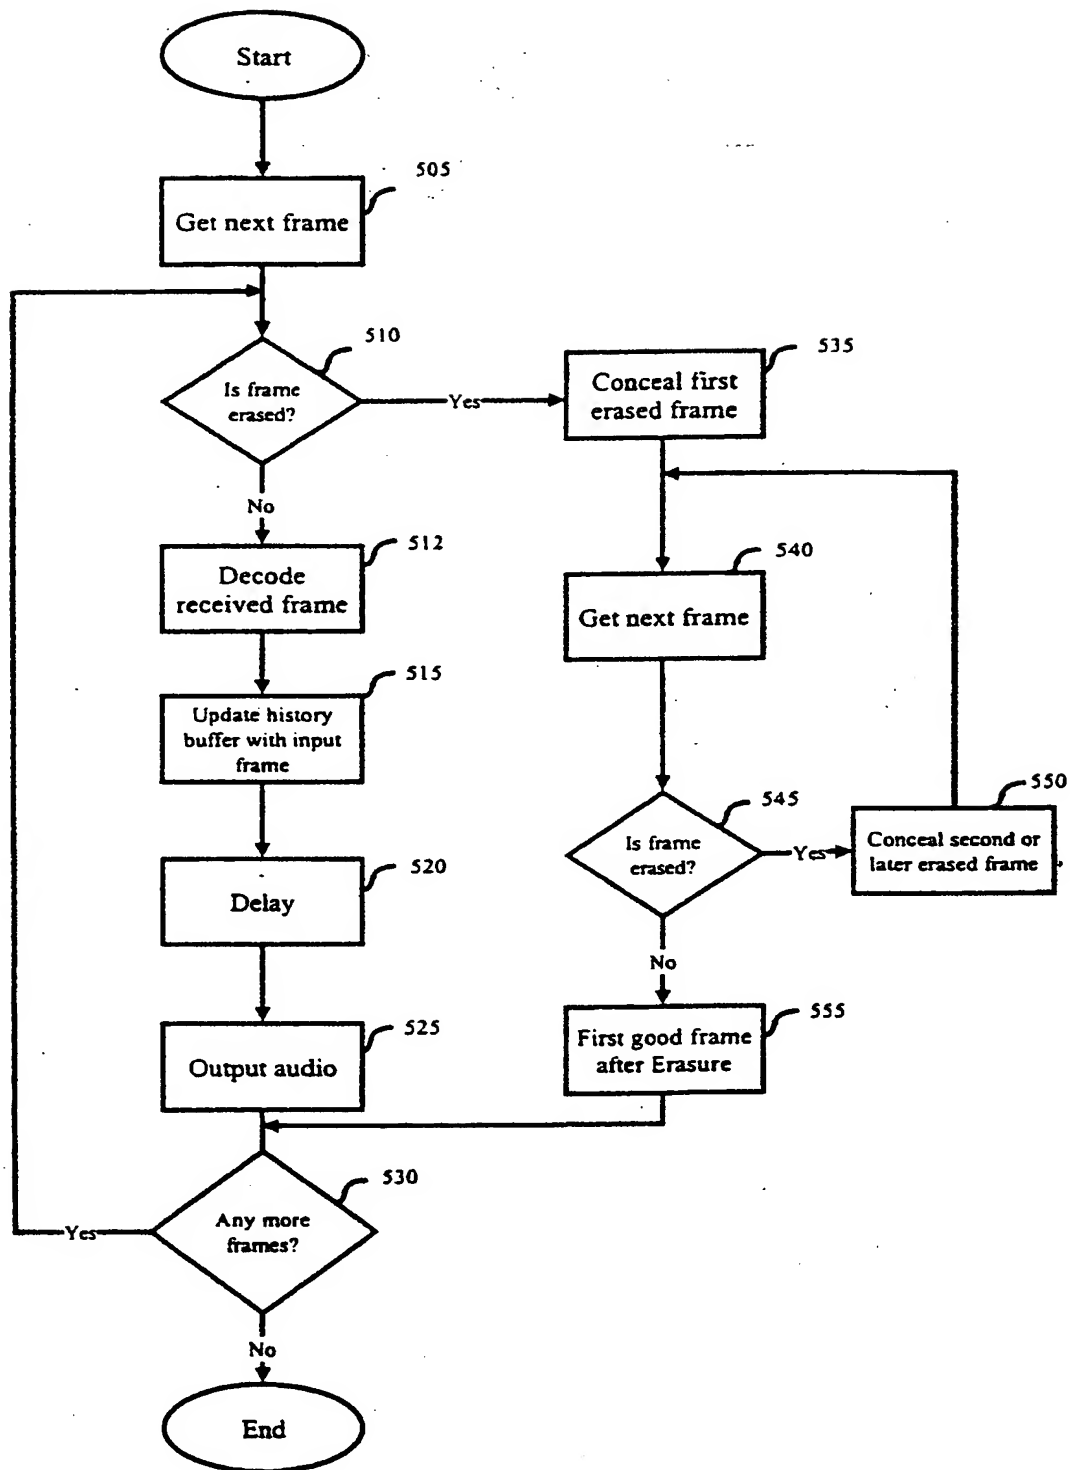 Start
505
Get next frame
510
Is frame
erased?
Yes
No
535
Conceal first
erased frame
512
Decode
received frame
540
Get next frame
515
Update history
buffer with input
frame
545
Is frame
erased?
Yes
No
550
Conceal second or
later erased frame
520
Delay
525
Output audio
555
First good frame
after Erasure
530
Any more
frames?
Yes
No
End